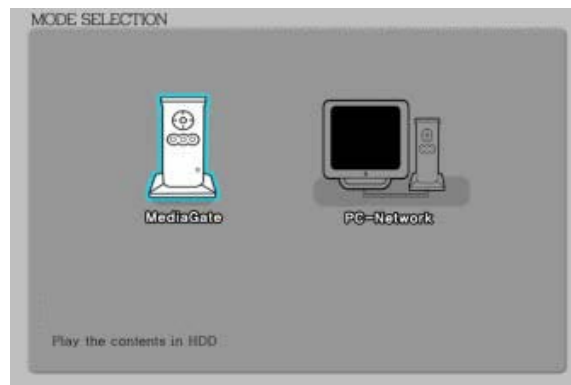 MODE SELECTION
MediaGate
PC-Network
Play the contents in HDD